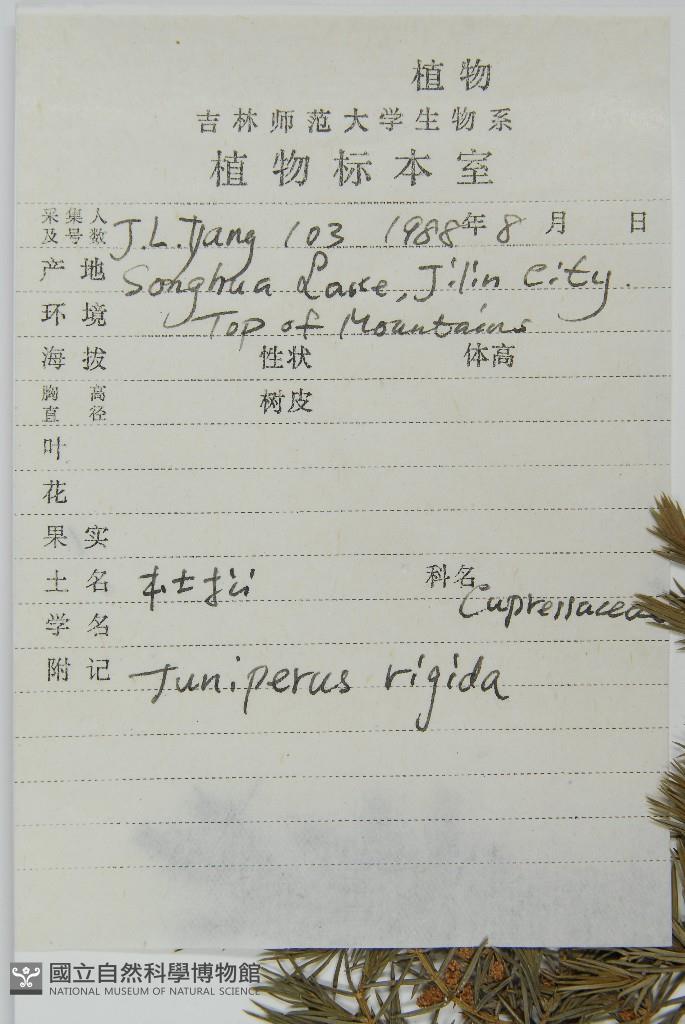 植物
吉林师范大学生物系
植物标本室
采集人及号数 J.L. 103 1988年8月 日
产地 Songhua Lake, Jilin City.
环境 Top of Mountains
海拔 性状 体高
胸高直径 树皮
叶
花
果实
土名 杜松 科名 Cupressaceae
学名
附记 Juniperus rigida
國立自然科學博物館
NATIONAL MUSEUM OF NATURAL SCIENCE